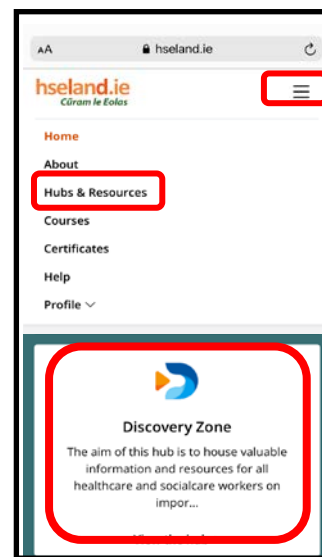 AA hseland.ie
hseland.ie
Cúram le Eolas
Home
About
Hubs & Resources
Courses
Certificates
Help
Profile
Discovery Zone
The aim of this hub is to house valuable
information and resources for all
healthcare and socialcare workers on
impor...